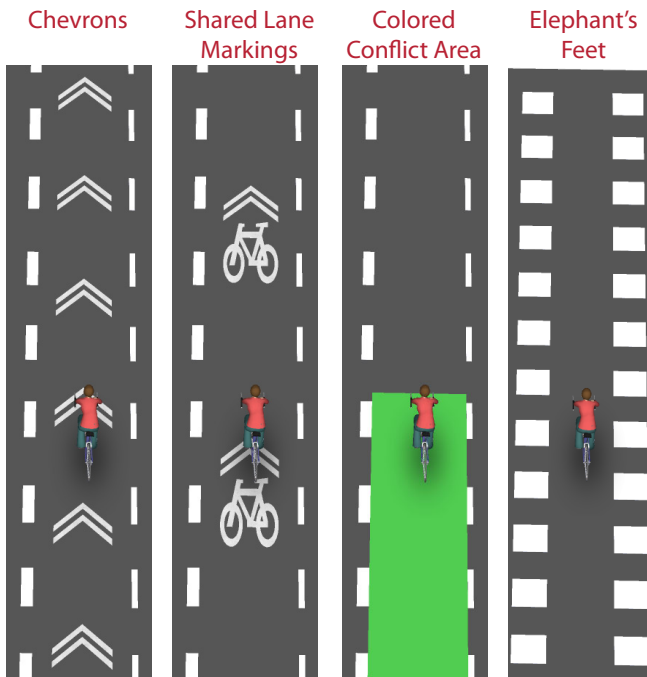 Chevrons
Shared Lane
Markings
Colored
Conflict Area
Elephant's
Feet